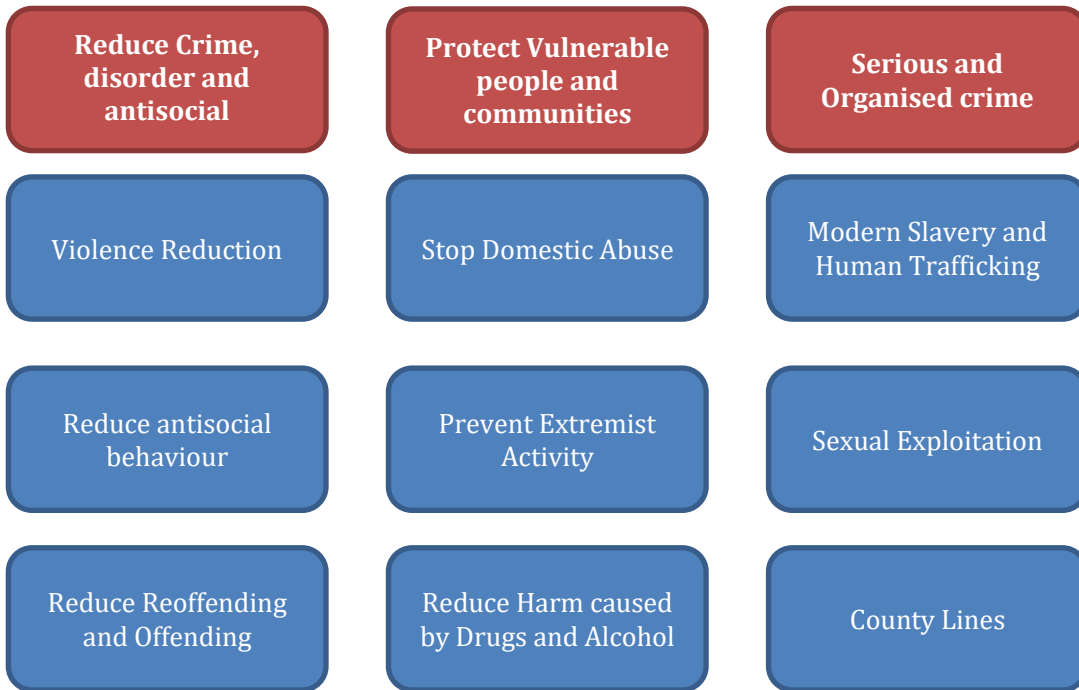 Reduce Crime,
disorder and
antisocial
Protect Vulnerable
people and
communities
Serious and
Organised crime
Violence Reduction
Stop Domestic Abuse
Modern Slavery and
Human Trafficking
Reduce antisocial
behaviour
Prevent Extremist
Activity
Sexual Exploitation
Reduce Reoffending
and Offending
Reduce Harm caused
by Drugs and Alcohol
County Lines